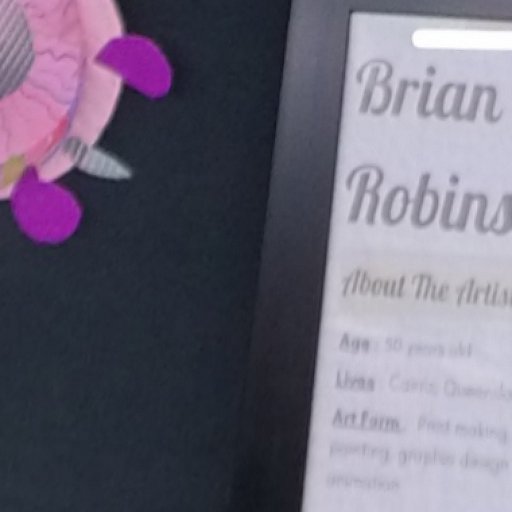 Brian
Robins
About The Artis
Age : 50 years old
Lives : Cairns, Queensla
Art Form : Print making
painting, graphic design
animation